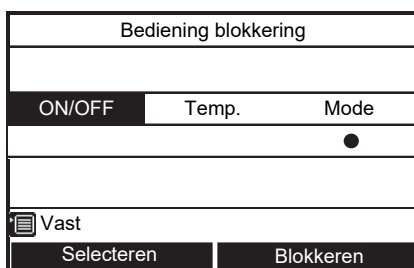 Bediening blokkering
ON/OFF Temp. Mode
Vast
Selecteren Blokkeren